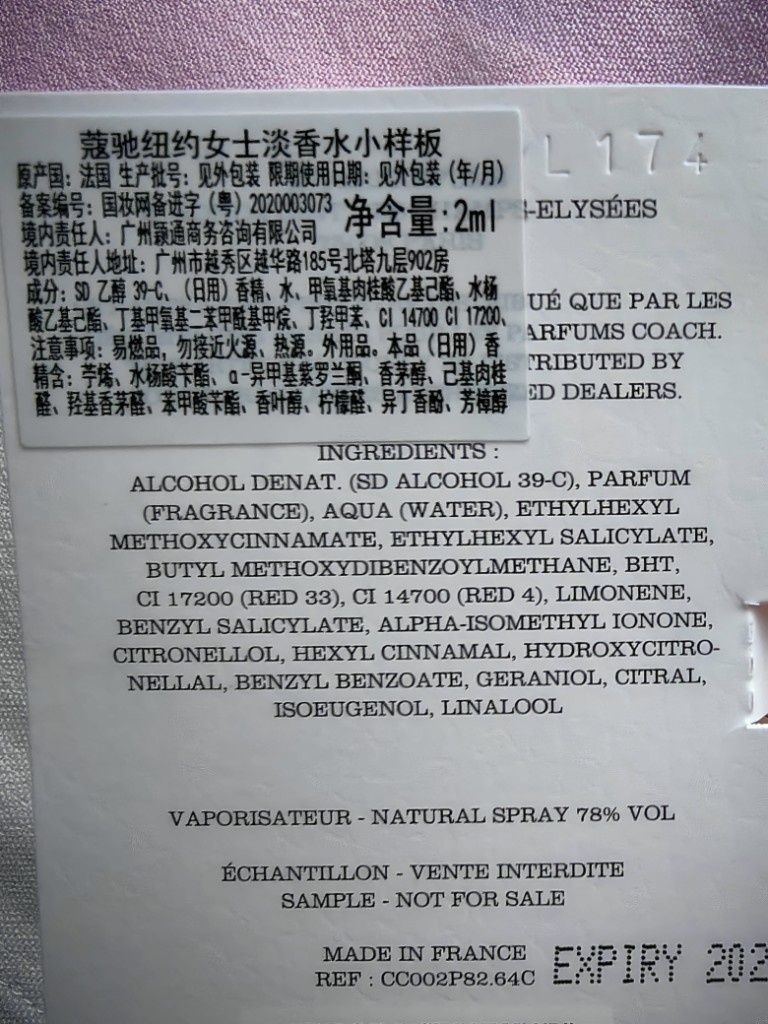 蔻驰纽约女士淡香水小样板
原产国：法国 生产批号：见外包装 限期使用日期：见外包装（年/月）
备案编号：国妆网备进字（粤）2020003073 净含量:2ml
境内责任人：广州颖通商务咨询有限公司
境内责任人地址：广州市越秀区越华路185号北塔九层902房
成分：SD 乙醇 39-C、（日用）香精、水、甲氧基肉桂酸乙基己酯、水杨
酸乙基己酯、丁基甲氧基二苯甲酰基甲烷、丁羟甲苯、CI 14700 CI 17200、
注意事项：易燃品，勿接近火源、热源。外用品。本品（日用）香
精含：苧烯、水杨酸苄酯、α-异甲基紫罗兰酮、香茅醇、己基肉桂
醛、羟基香茅醛、苯甲酸苄酯、香叶醇、柠檬醛、异丁香酚、芳樟醇
L 174
-ELYSÉES
UÉ QUE PAR LES
PARFUMS COACH.
TRIBUTED BY
ED DEALERS.
INGREDIENTS :
ALCOHOL DENAT. (SD ALCOHOL 39-C), PARFUM
(FRAGRANCE), AQUA (WATER), ETHYLHEXYL
METHOXYCINNAMATE, ETHYLHEXYL SALICYLATE,
BUTYL METHOXYDIBENZOYLMETHANE, BHT,
CI 17200 (RED 33), CI 14700 (RED 4), LIMONENE,
BENZYL SALICYLATE, ALPHA-ISOMETHYL IONONE,
CITRONELLOL, HEXYL CINNAMAL, HYDROXYCITRO-
NELLAL, BENZYL BENZOATE, GERANIOL, CITRAL,
ISOEUGENOL, LINALOOL
VAPORISATEUR - NATURAL SPRAY 78% VOL
ÉCHANTILLON - VENTE INTERDITE
SAMPLE - NOT FOR SALE
MADE IN FRANCE
REF : CC002P82.64C
EXPIRY 202